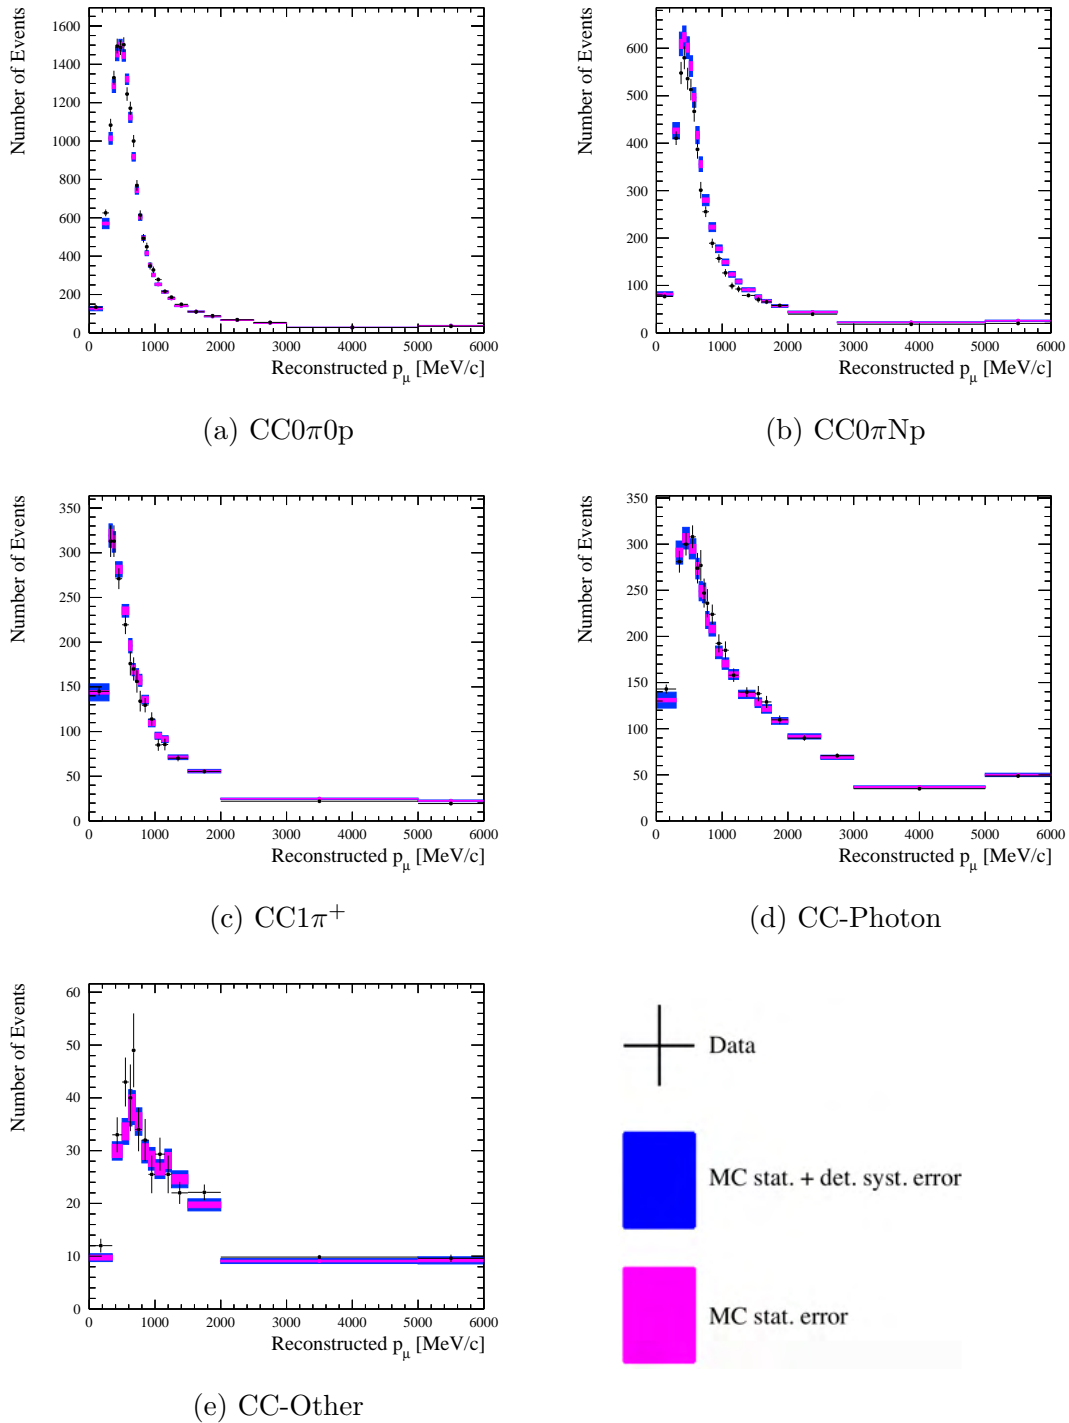 Number of Events
1600
1400
1200
1000
800
600
400
200
0
0 1000 2000 3000 4000 5000 6000
Reconstructed pμ [MeV/c]
(a) CC0π0p
Number of Events
600
500
400
300
200
100
0
0 1000 2000 3000 4000 5000 6000
Reconstructed pμ [MeV/c]
(b) CC0πNp
Number of Events
350
300
250
200
150
100
50
0
0 1000 2000 3000 4000 5000 6000
Reconstructed pμ [MeV/c]
(c) CC1π⁺
Number of Events
350
300
250
200
150
100
50
0
0 1000 2000 3000 4000 5000 6000
Reconstructed pμ [MeV/c]
(d) CC-Photon
Number of Events
60
50
40
30
20
10
0
0 1000 2000 3000 4000 5000 6000
Reconstructed pμ [MeV/c]
(e) CC-Other
Data
MC stat. + det. syst. error
MC stat. error